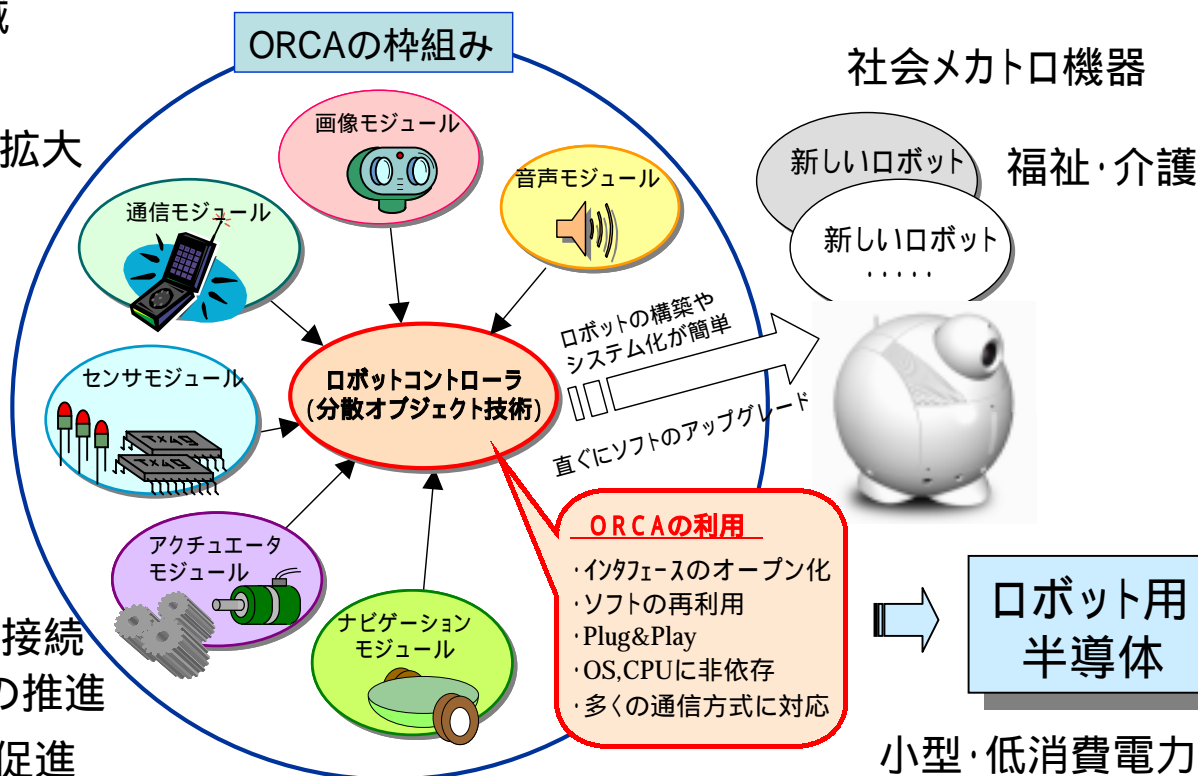 ORCAの枠組み
社会メカトロ機器
拡大
画像モジュール
新しいロボット
福祉・介護
音声モジュール
通信モジュール
新しいロボット
・・・・・
ロボットの構築や
システム化が簡単
センサモジュール
ロボットコントローラ
(分散オブジェクト技術)
直ぐにソフトのアップグレード
TX49
TX49
ORCAの利用
・インタフェースのオープン化
・ソフトの再利用
・Plug&Play
・OS,CPUに非依存
・多くの通信方式に対応
アクチュエータ
モジュール
ナビゲーション
モジュール
ロボット用
半導体
接続
の推進
促進
小型・低消費電力